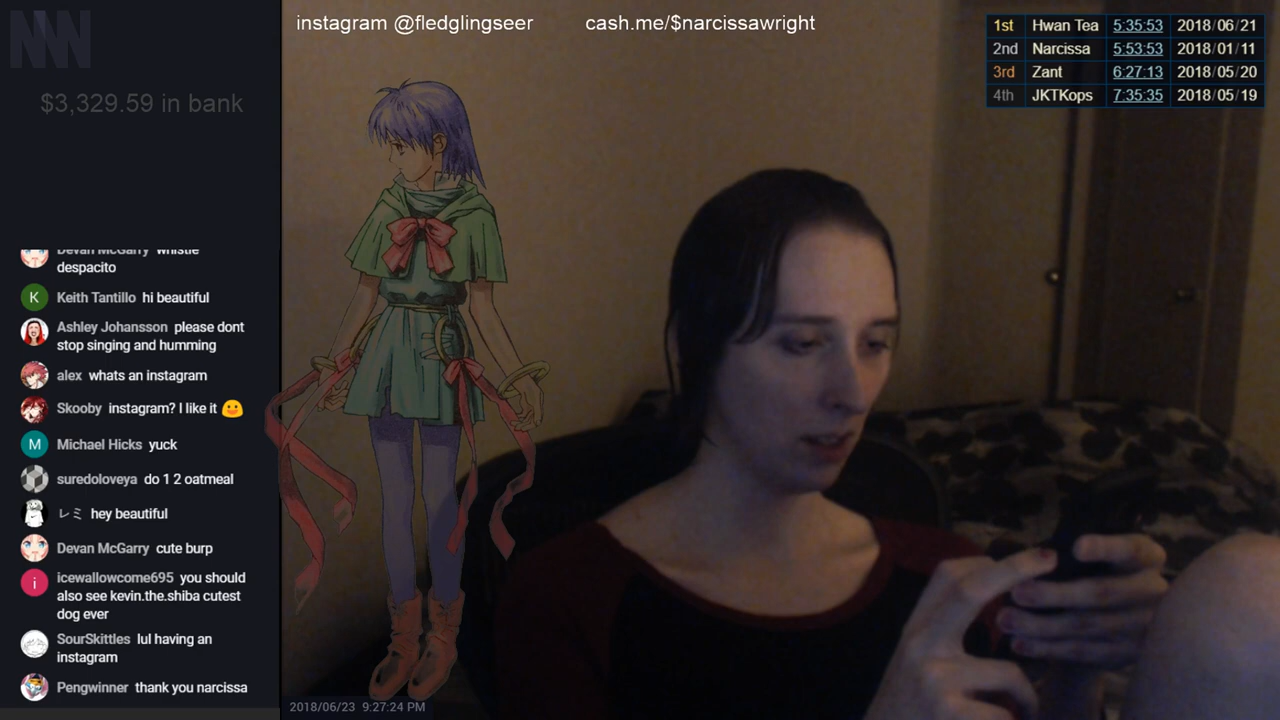 instagram @fledglingseer cash.me/$narcissawright
NNN
$3,329.59 in bank
1st Hwan Tea 5:35:53 2018/06/21
2nd Narcissa 5:53:53 2018/01/11
3rd Zant 6:27:13 2018/05/20
4th JKTKops 7:35:35 2018/05/19
Devan McGarry whistle
despacito
K Keith Tantillo hi beautiful
Ashley Johansson please dont
stop singing and humming
alex whats an instagram
Skooby instagram? I like it
M Michael Hicks yuck
suredoloveya do 1 2 oatmeal
レミ hey beautiful
Devan McGarry cute burp
i icewallowcome695 you should
also see kevin.the.shiba cutest
dog ever
SourSkittles lul having an
instagram
Pengwinner thank you narcissa
2018/06/23 9:27:24 PM